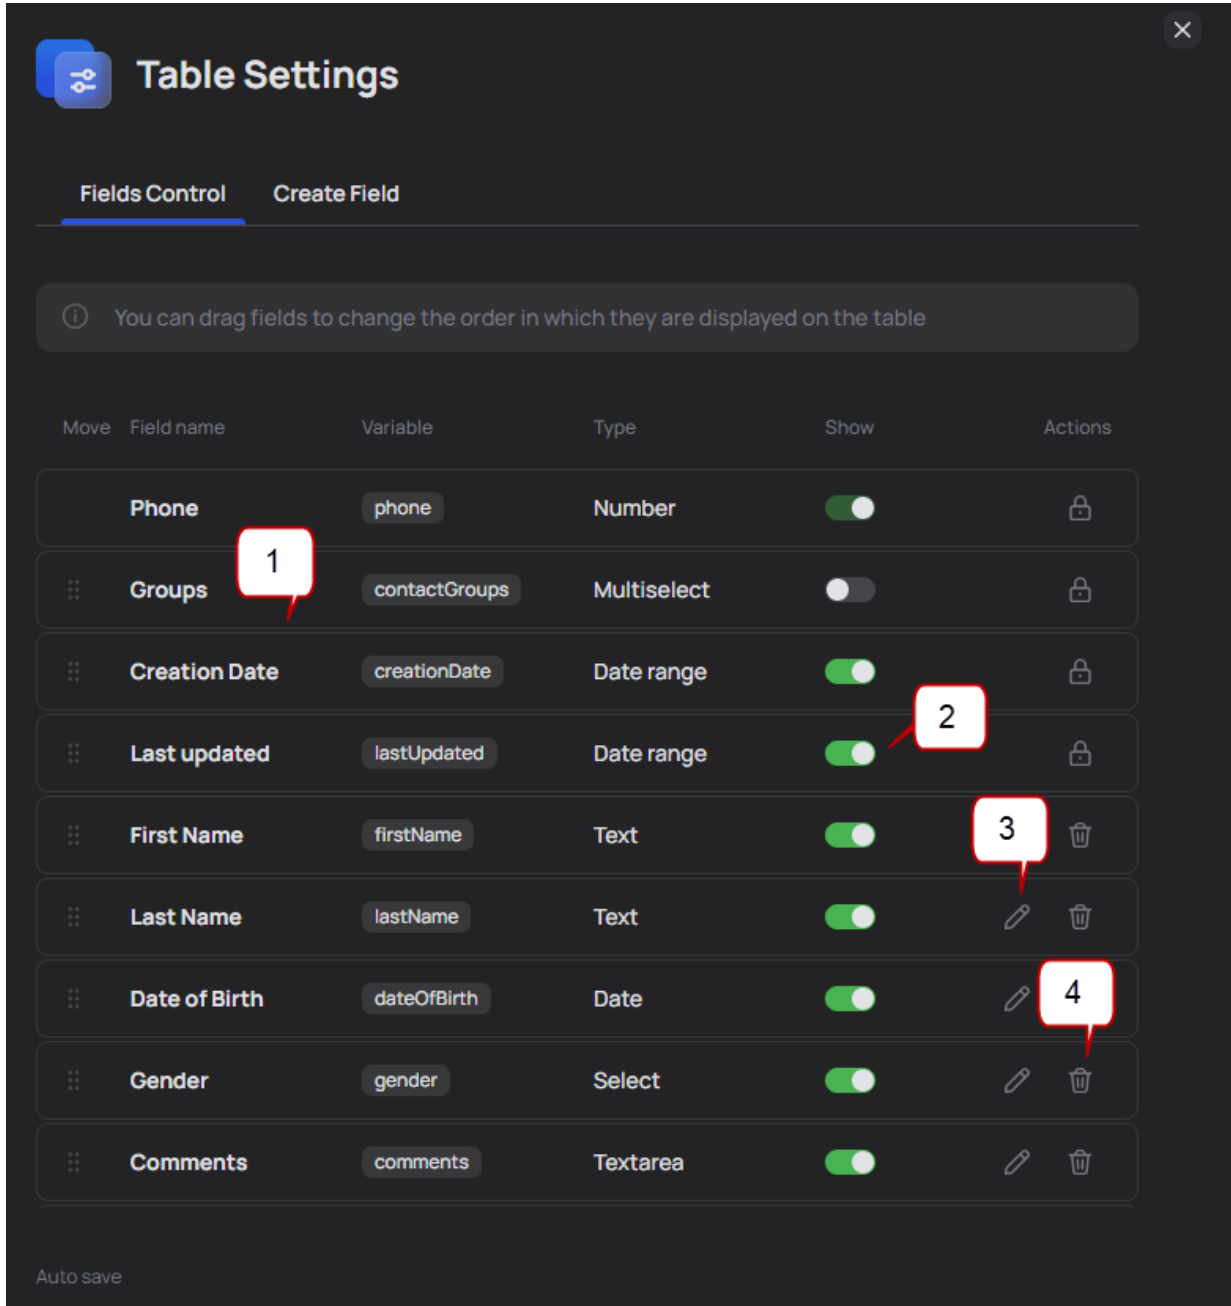 Table Settings
Fields Control Create Field
You can drag fields to change the order in which they are displayed on the table
Move Field name Variable Type Show Actions
Phone phone Number
1
Groups contactGroups Multiselect
Creation Date creationDate Date range
2
Last updated lastUpdated Date range
3
First Name firstName Text
Last Name lastName Text
4
Date of Birth dateOfBirth Date
Gender gender Select
Comments comments Textarea
Auto save